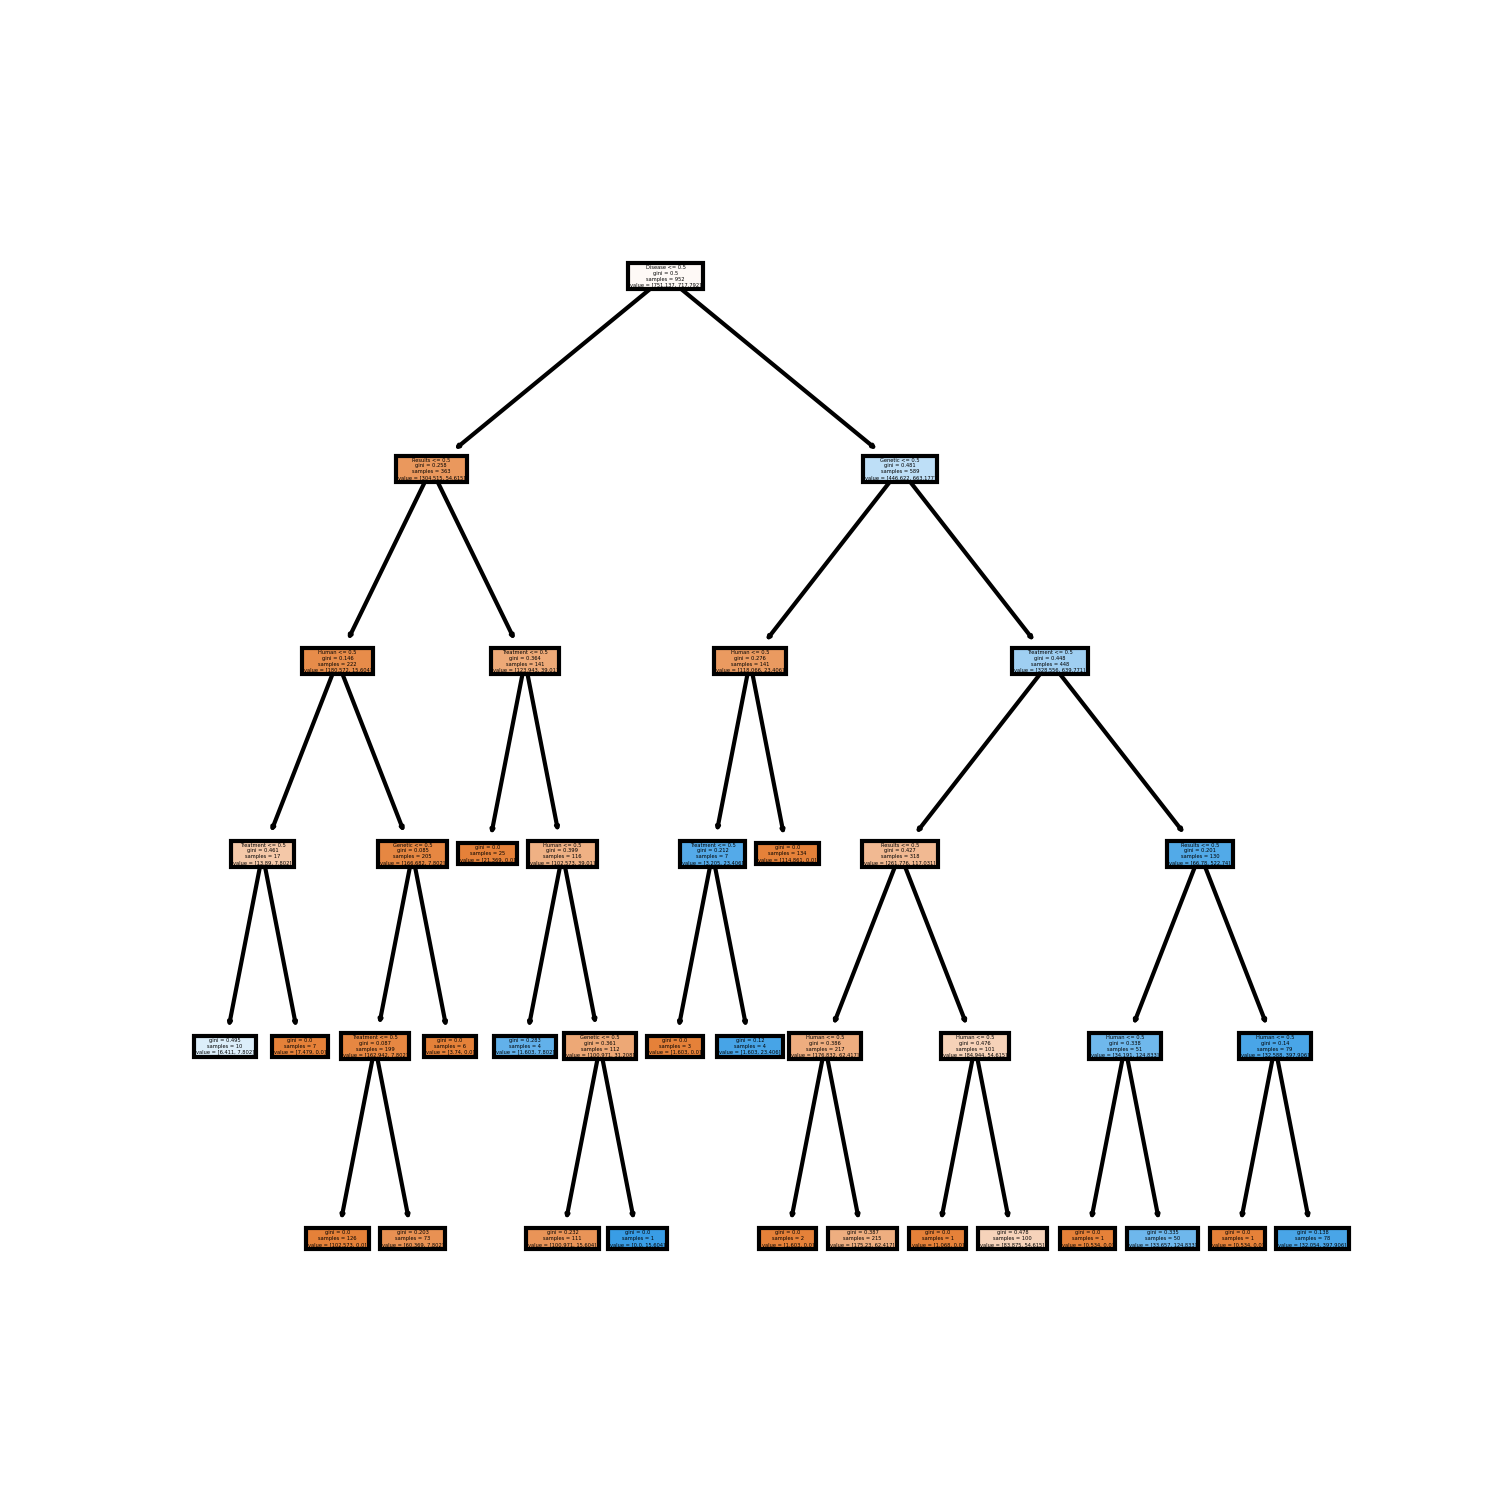 Disease <= 0.5
gini = 0.5
samples = 952
value = [751.137, 717.792]
Results <= 0.5
gini = 0.258
samples = 363
value = [304.515, 54.615]
Genetic <= 0.5
gini = 0.481
samples = 589
value = [446.622, 663.177]
Human <= 0.5
gini = 0.146
samples = 222
value = [180.572, 15.604]
Treatment <= 0.5
gini = 0.364
samples = 141
value = [123.943, 39.01]
Human <= 0.5
gini = 0.276
samples = 141
value = [118.066, 23.406]
Treatment <= 0.5
gini = 0.448
samples = 448
value = [328.556, 639.771]
Treatment <= 0.5
gini = 0.461
samples = 17
value = [13.89, 7.802]
Genetic <= 0.5
gini = 0.085
samples = 205
value = [166.682, 7.802]
gini = 0.0
samples = 25
value = [21.369, 0.0]
Human <= 0.5
gini = 0.399
samples = 116
value = [102.573, 39.01]
Treatment <= 0.5
gini = 0.212
samples = 7
value = [3.205, 23.406]
gini = 0.0
samples = 134
value = [114.861, 0.0]
Results <= 0.5
gini = 0.427
samples = 318
value = [261.776, 117.031]
Results <= 0.5
gini = 0.201
samples = 130
value = [66.78, 522.74]
gini = 0.495
samples = 10
value = [6.411, 7.802]
gini = 0.0
samples = 7
value = [7.479, 0.0]
Treatment <= 0.5
gini = 0.087
samples = 199
value = [162.942, 7.802]
gini = 0.0
samples = 6
value = [3.74, 0.0]
gini = 0.283
samples = 4
value = [1.603, 7.802]
Genetic <= 0.5
gini = 0.361
samples = 112
value = [100.971, 31.208]
gini = 0.0
samples = 3
value = [1.603, 0.0]
gini = 0.12
samples = 4
value = [1.603, 23.406]
Human <= 0.5
gini = 0.386
samples = 217
value = [176.832, 62.417]
Human <= 0.5
gini = 0.476
samples = 101
value = [84.944, 54.615]
Human <= 0.5
gini = 0.338
samples = 51
value = [34.191, 124.833]
Human <= 0.5
gini = 0.14
samples = 79
value = [32.588, 397.906]
gini = 0.0
samples = 126
value = [102.573, 0.0]
gini = 0.203
samples = 73
value = [60.369, 7.802]
gini = 0.232
samples = 111
value = [100.971, 15.604]
gini = 0.0
samples = 1
value = [0.0, 15.604]
gini = 0.0
samples = 2
value = [1.603, 0.0]
gini = 0.387
samples = 215
value = [175.23, 62.417]
gini = 0.0
samples = 1
value = [1.068, 0.0]
gini = 0.478
samples = 100
value = [83.875, 54.615]
gini = 0.0
samples = 1
value = [0.534, 0.0]
gini = 0.335
samples = 50
value = [33.657, 124.833]
gini = 0.0
samples = 1
value = [0.534, 0.0]
gini = 0.138
samples = 78
value = [32.054, 397.906]